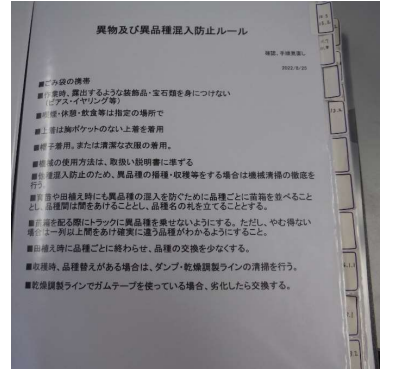 異物及び異品種混入防止ルール
確認、年1度見直し
2022/9/22
■ごみ袋の携帯
■作業時、露出するような装飾品・宝石類を身につけない
（ピアス・イヤリング等）
■喫煙・休憩・飲食等は指定の場所で
■上着は胸ポケットのない上着を着用
■帽子着用。または清潔な衣服の着用。
■機械の使用方法は、取扱い説明書に準ずる
■異種混入防止のため、異品種の播種・収穫等をする場合は機械清掃の徹底を
行う。
■育苗や田植え時にも異品種の混入を防ぐために品種ごとに苗箱を並べること
とし、品種間は間をあけることとし、品種名の札を立てることとする。
■苗箱を配る際にトラックに異品種を乗せないようにする。ただし、やむ得ない
場合は一列以上間をあけ確実に違う品種がわかるようにすること。
■田植え時に品種ごとに終わらせ、品種の交換を少なくする。
■収穫時、品種替えがある場合は、ダンプ・乾燥調製ラインの清掃を行う。
■乾燥調製ラインでガムテープを使っている場合、劣化したら交換する。